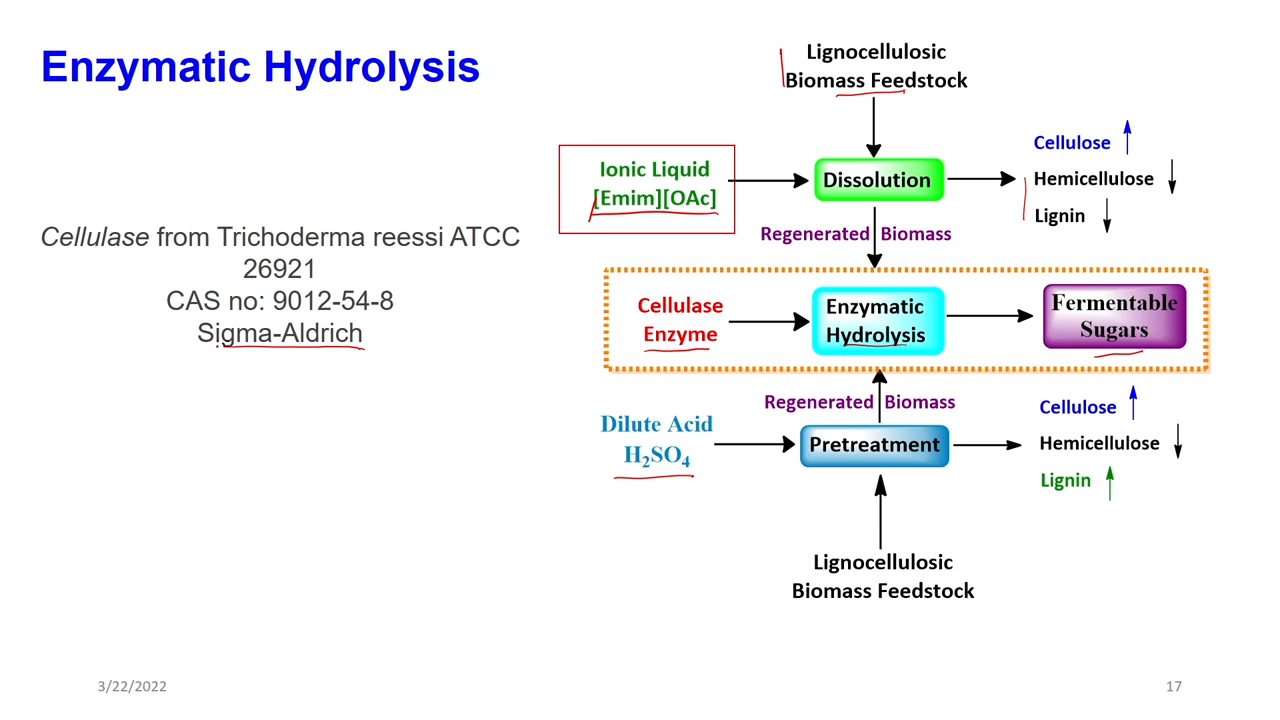 Enzymatic Hydrolysis
Cellulase from Trichoderma reessi ATCC
26921
CAS no: 9012-54-8
Sigma-Aldrich
Lignocellulosic
Biomass Feedstock
Ionic Liquid
[Emim][OAc]
Dissolution
Cellulose
Hemicellulose
Lignin
Regenerated Biomass
Cellulase
Enzyme
Enzymatic
Hydrolysis
Fermentable
Sugars
Regenerated Biomass
Dilute Acid
H₂SO₄
Pretreatment
Cellulose
Hemicellulose
Lignin
Lignocellulosic
Biomass Feedstock
3/22/2022
17